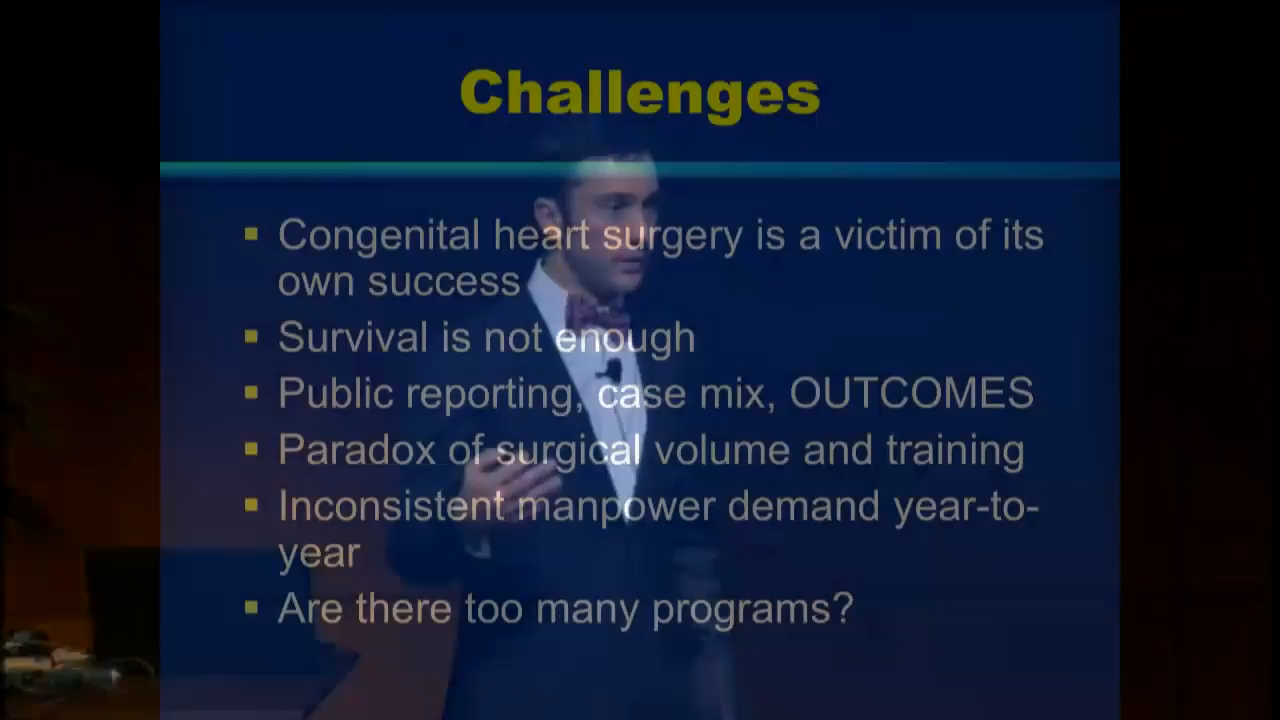 Challenges
Congenital heart surgery is a victim of its
own success
Survival is not enough
Public reporting, case mix, OUTCOMES
Paradox of surgical volume and training
Inconsistent manpower demand year-to-
year
Are there too many programs?